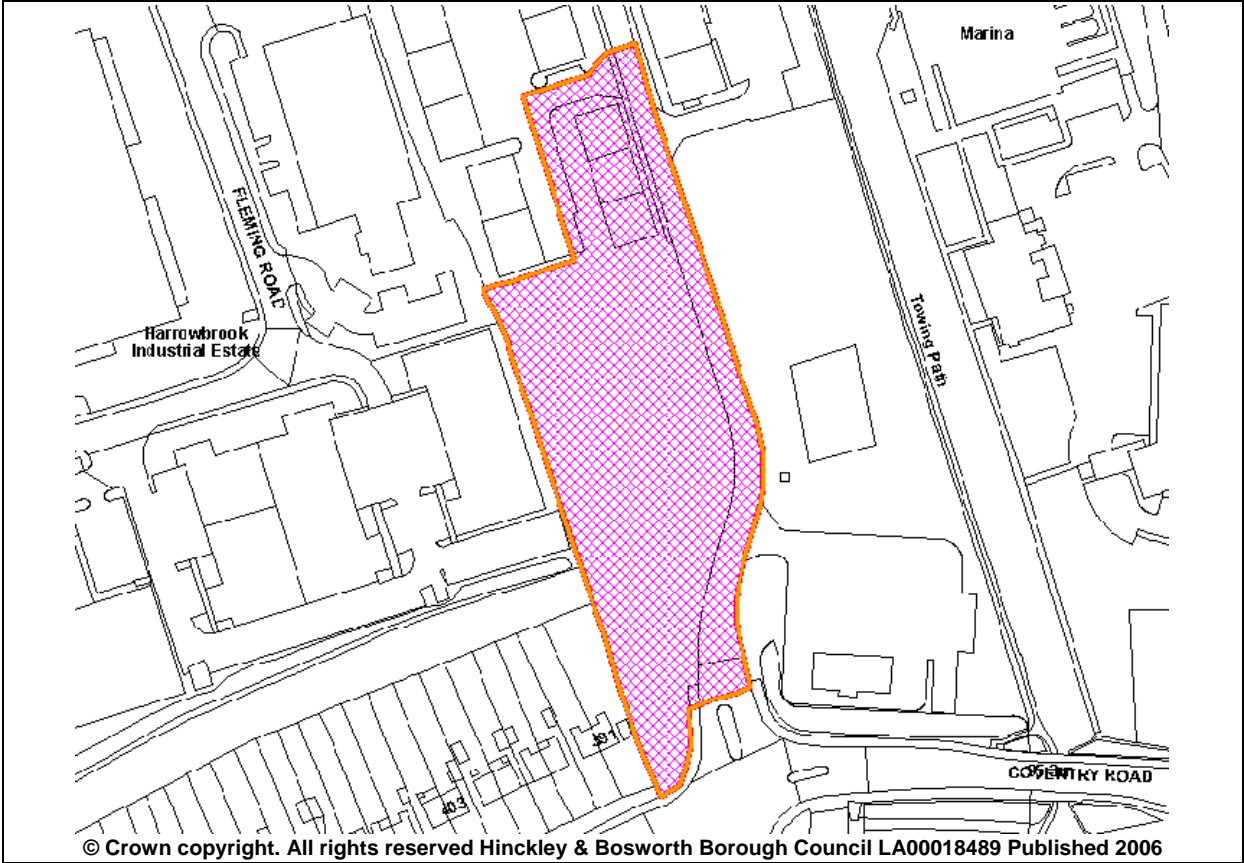 Marina
FLEMING ROAD
Harrowbrook
Industrial Estate
Towing Path
391
403
COVENTRY ROAD
© Crown copyright. All rights reserved Hinckley & Bosworth Borough Council LA00018489 Published 2006